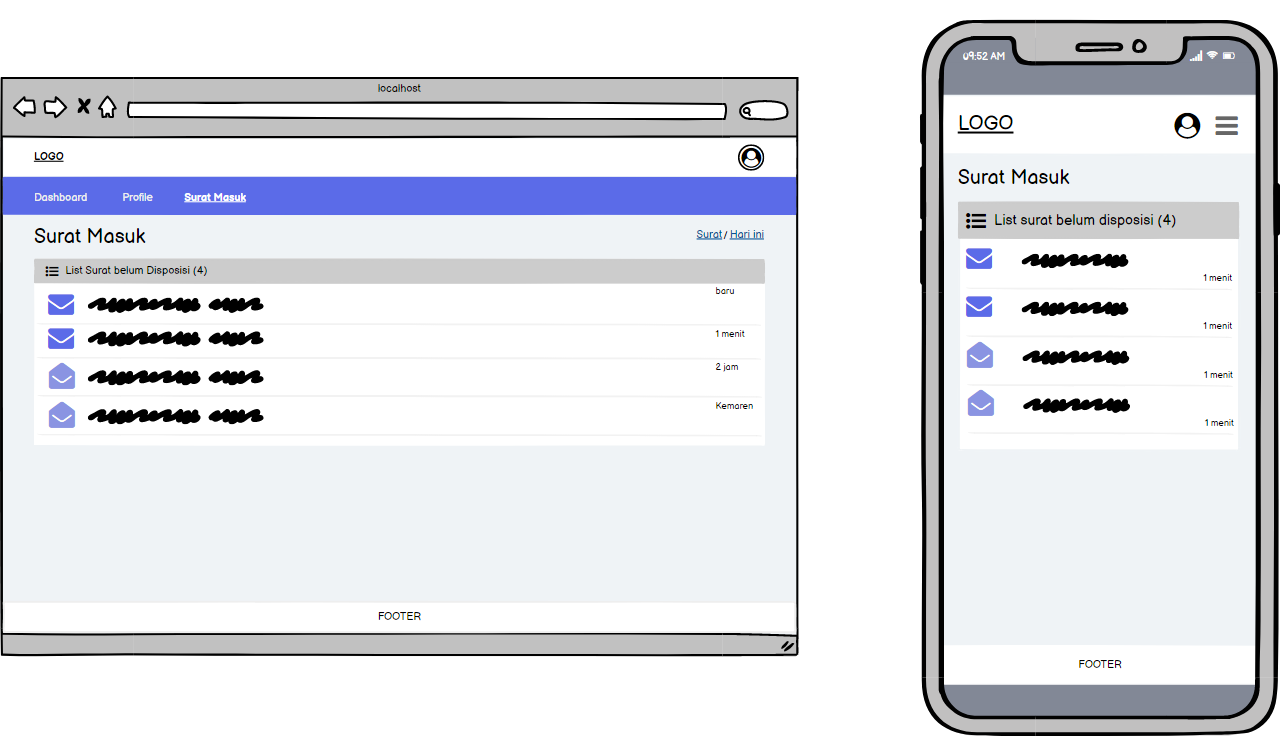 localhost
LOGO
Dashboard Profile Surat Masuk
Surat Masuk Surat / Hari ini
List Surat belum Disposisi (4)
baru
1 menit
2 jam
Kemaren
FOOTER
09:52 AM
LOGO
Surat Masuk
List surat belum disposisi (4)
1 menit
1 menit
1 menit
1 menit
FOOTER